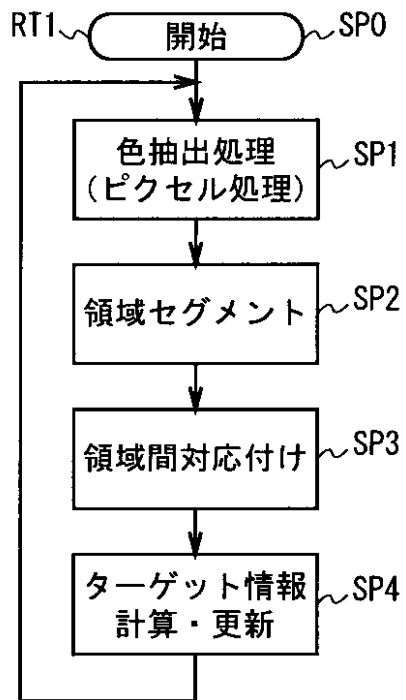 RT1 開始 SP0
色抽出処理
(ピクセル処理)
SP1
領域セグメント
SP2
領域間対応付け
SP3
ターゲット情報
計算・更新
SP4